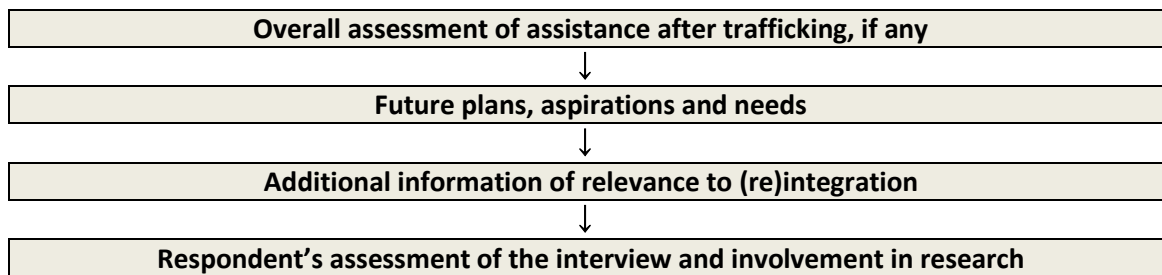 Overall assessment of assistance after trafficking, if any
Future plans, aspirations and needs
Additional information of relevance to (re)integration
Respondent's assessment of the interview and involvement in research